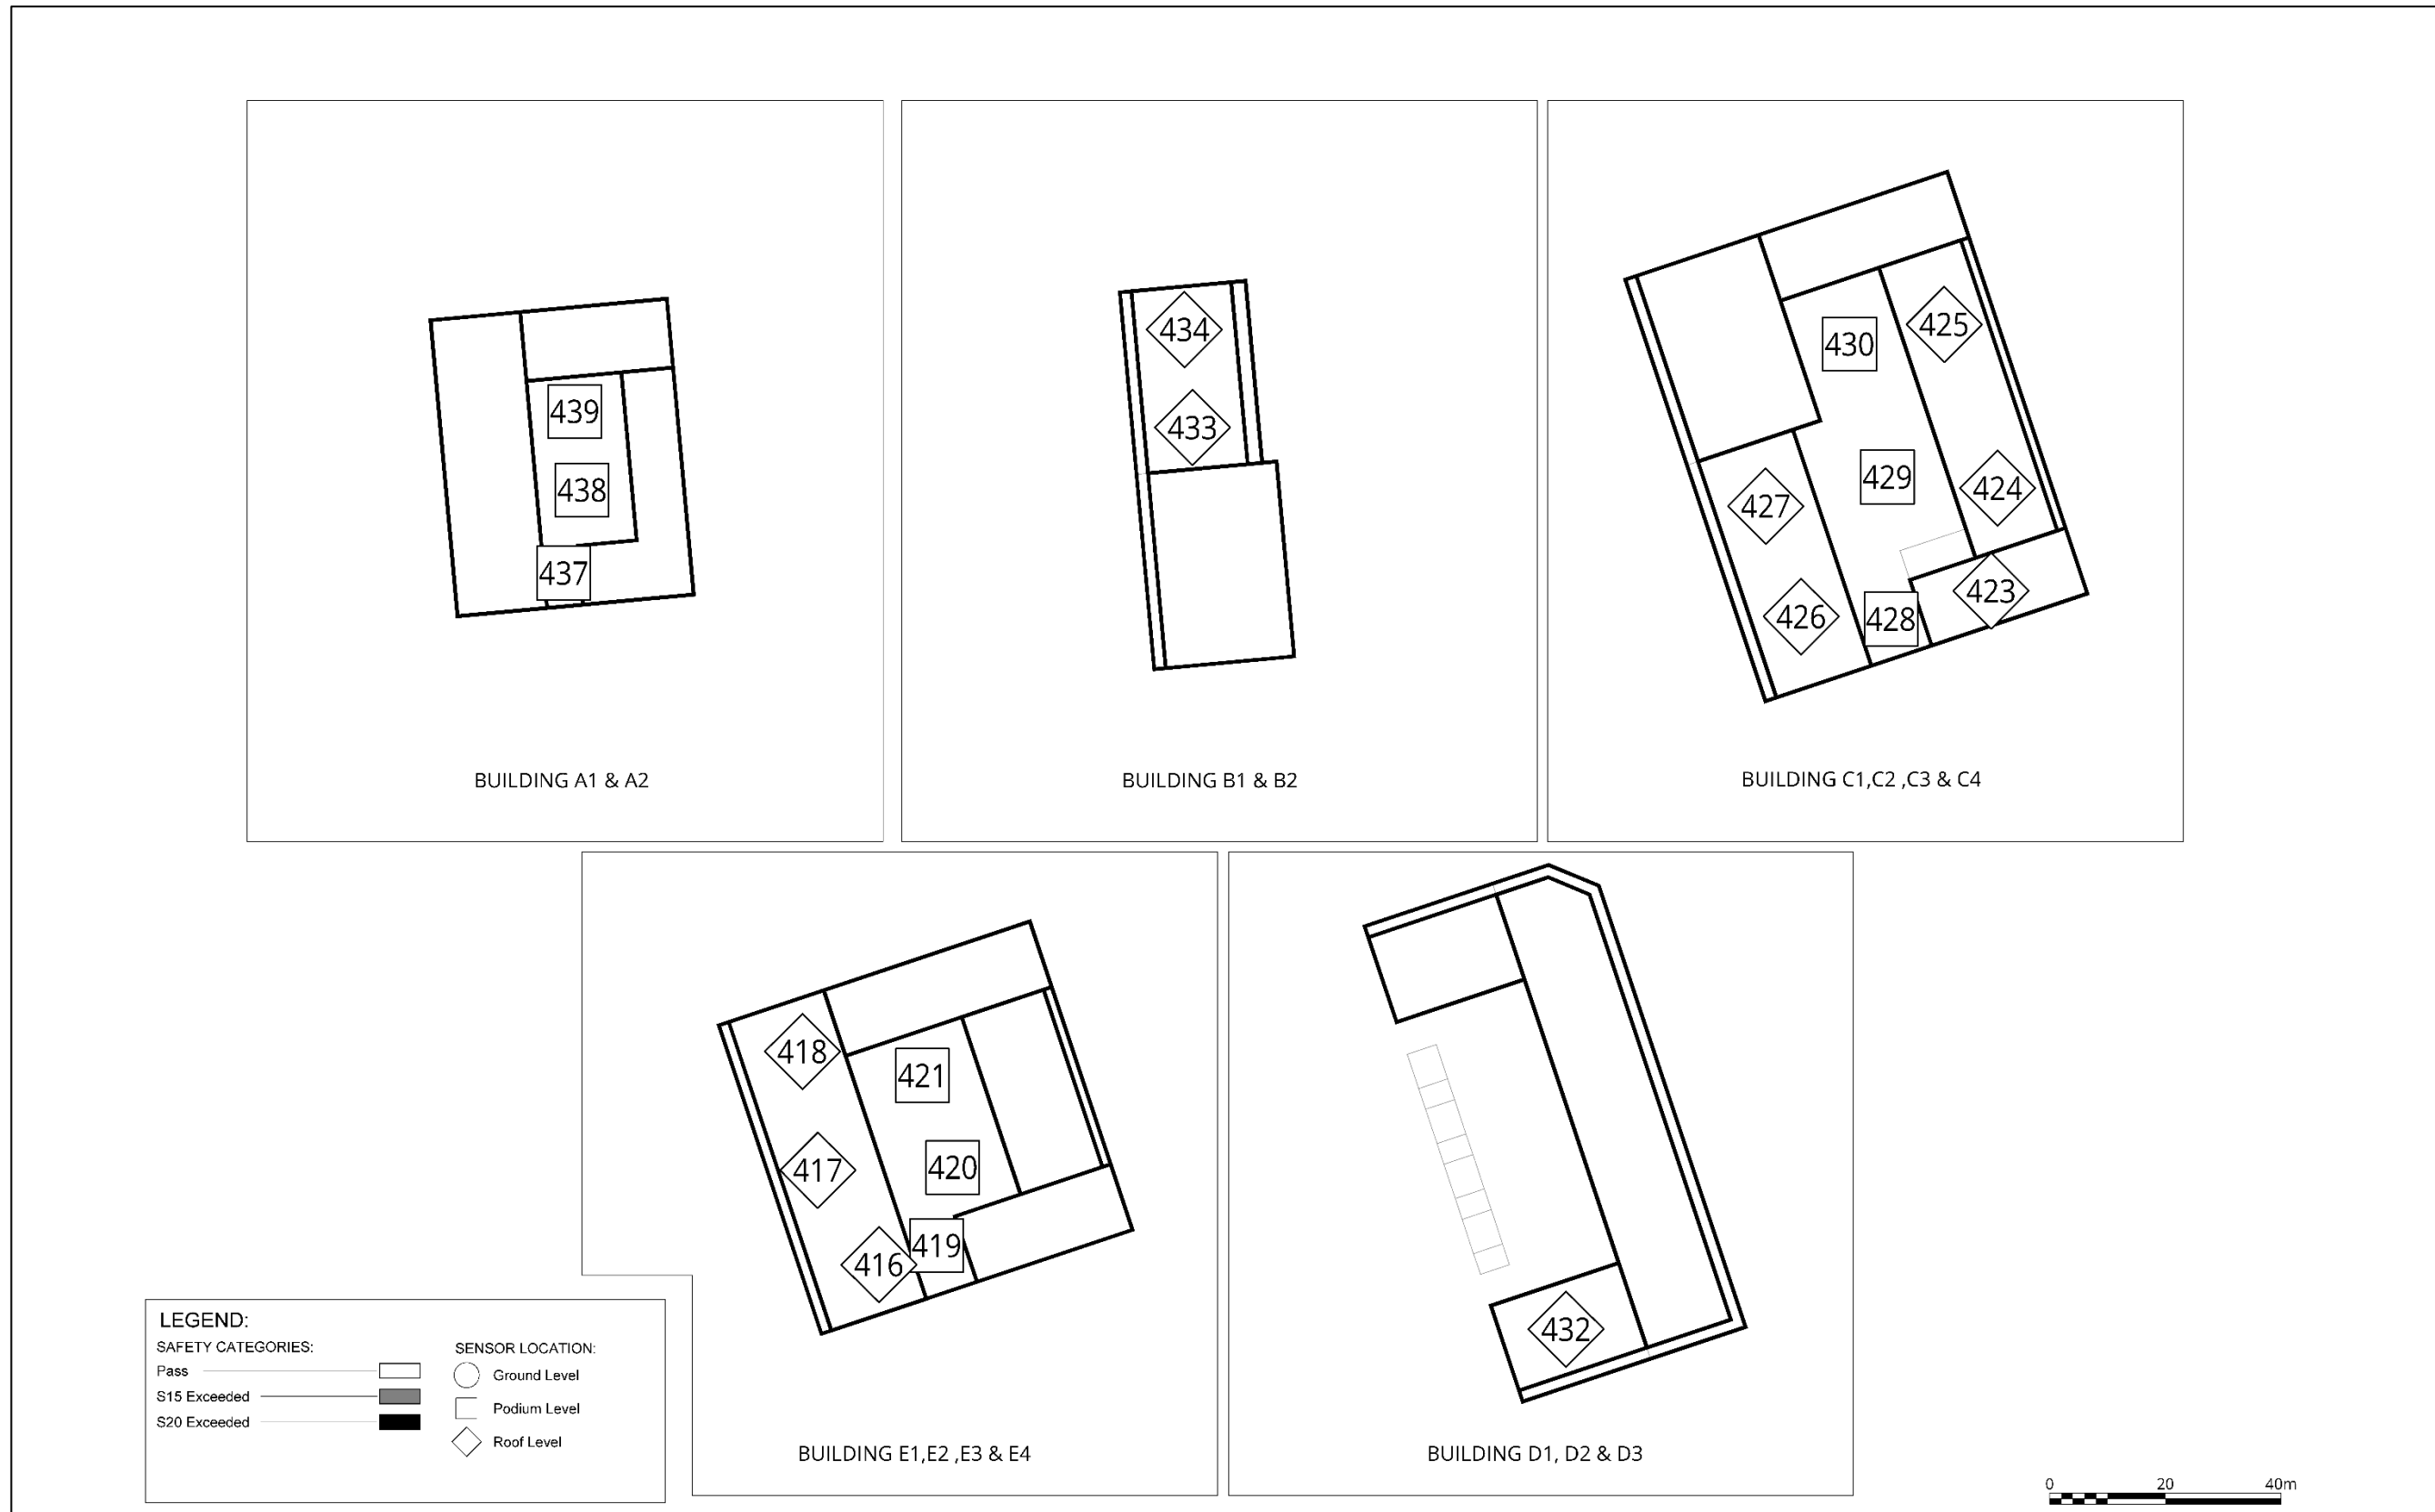 434
425
430
439
433
438
429
424
427
437
423
428
426
BUILDING A1 & A2
BUILDING B1 & B2
BUILDING C1,C2 ,C3 & C4
418
421
420
417
419
416
432
LEGEND:
SAFETY CATEGORIES:
Pass
S15 Exceeded
S20 Exceeded
SENSOR LOCATION:
Ground Level
Podium Level
Roof Level
BUILDING E1,E2 ,E3 & E4
BUILDING D1, D2 & D3
0 20 40m